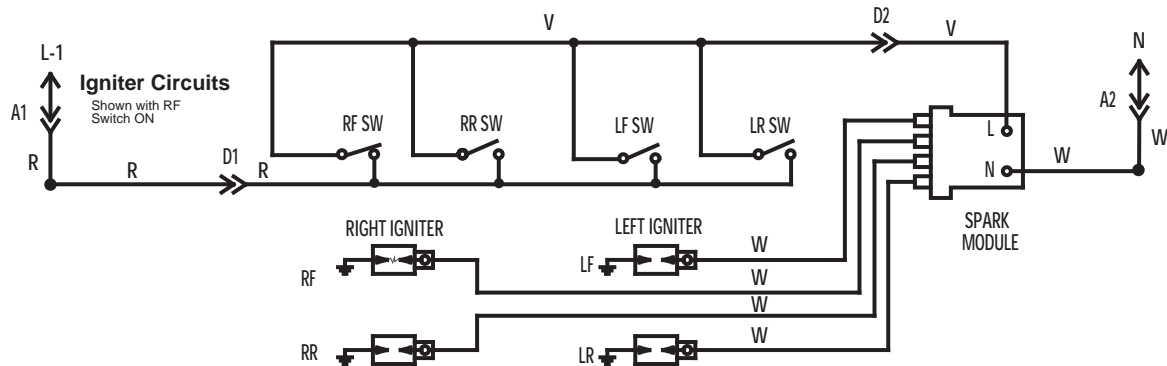 V
D2
V
L-1
Igniter Circuits
Shown with RF
Switch ON
N
A1
A2
RF SW
RR SW
LF SW
LR SW
L
R
R
D1
R
N
W
W
RIGHT IGNITER
LEFT IGNITER
SPARK
MODULE
RF
LF
W
W
W
RR
LR
W